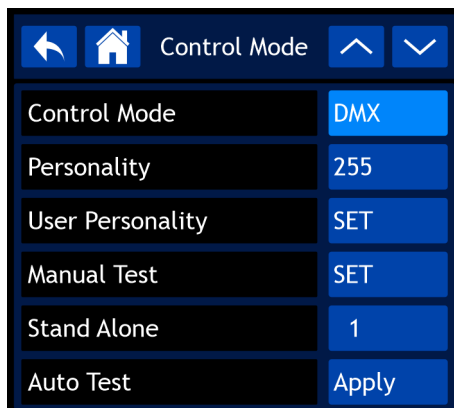 Control Mode
Control Mode DMX
Personality 255
User Personality SET
Manual Test SET
Stand Alone 1
Auto Test Apply